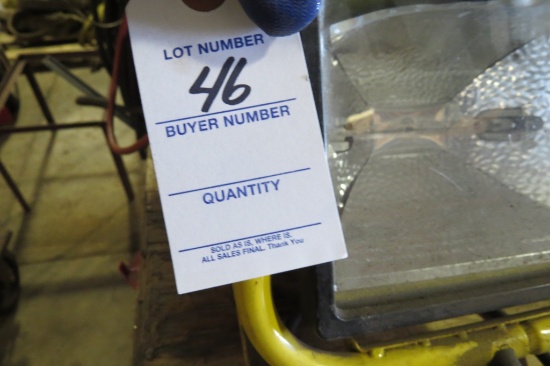 LOT NUMBER
46
BUYER NUMBER
QUANTITY
SOLD AS IS, WHERE IS.
ALL SALES FINAL. Thank You